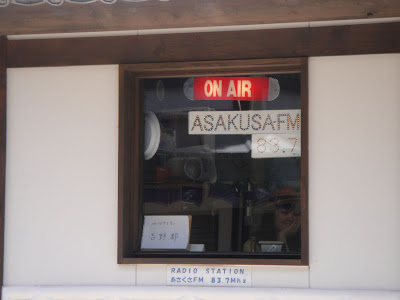 ON AIR
ASAKUSA-FM
83.7
RADIO STATION
あさくさFM 83.7Mhz